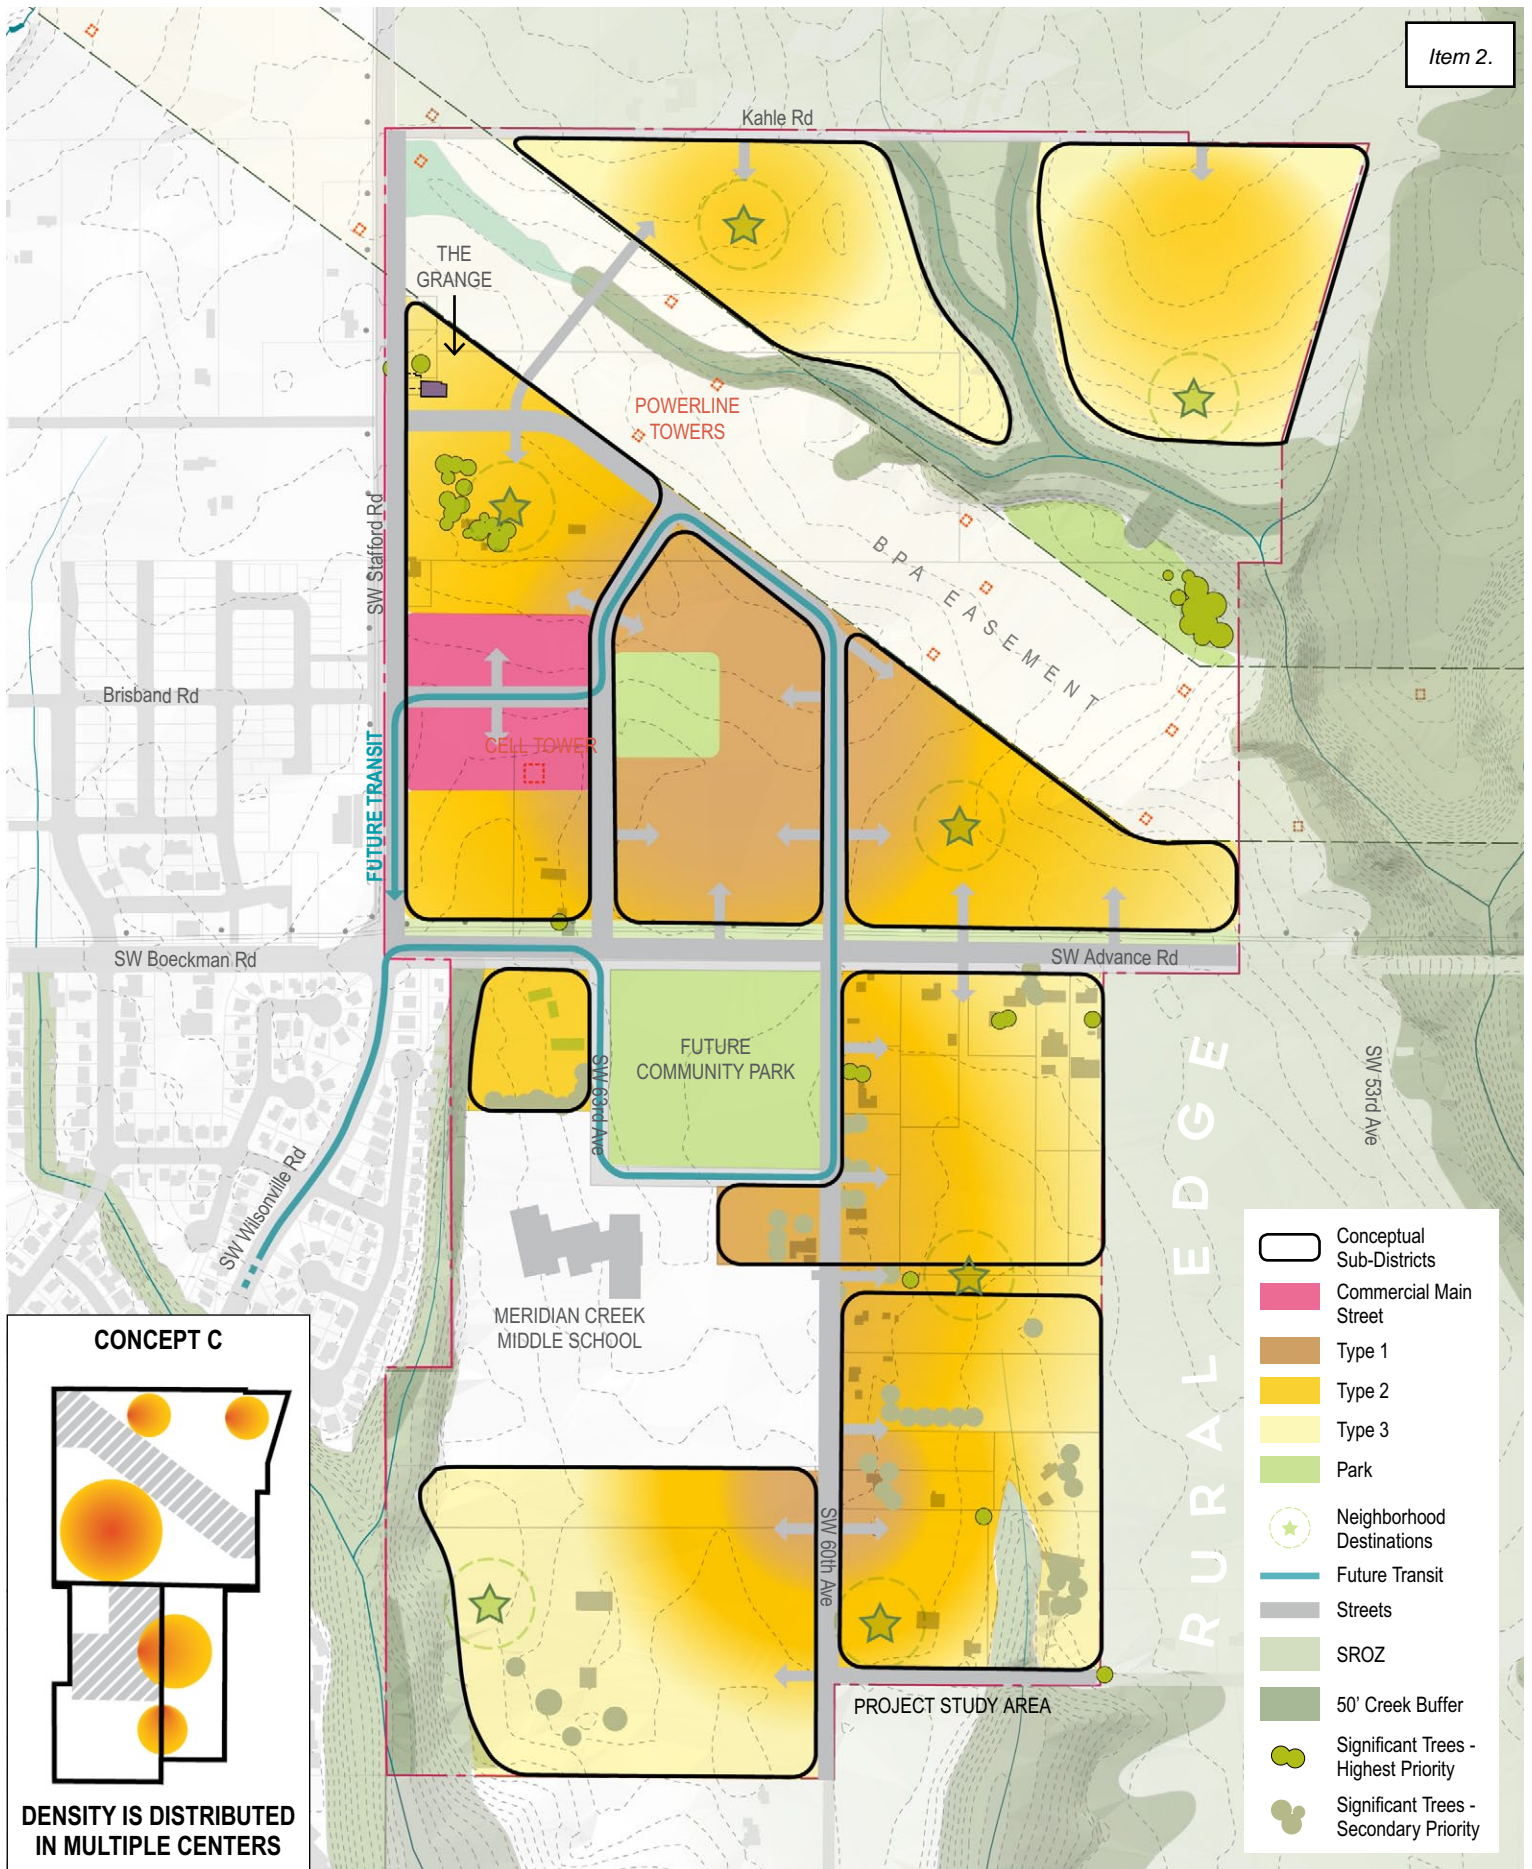 Item 2.
Kahle Rd
THE
GRANGE
POWERLINE
TOWERS
SW Stafford Rd
BPA EASEMENT
Brisband Rd
CELL TOWER
FUTURE TRANSIT
SW Boeckman Rd
SW Advance Rd
FUTURE
COMMUNITY PARK
SW 63rd Ave
SW 53rd Ave
SW Wilsonville Rd
RURAL EDGE
MERIDIAN CREEK
MIDDLE SCHOOL
SW 60th Ave
PROJECT STUDY AREA
CONCEPT C
DENSITY IS DISTRIBUTED
IN MULTIPLE CENTERS
Conceptual
Sub-Districts
Commercial Main
Street
Type 1
Type 2
Type 3
Park
Neighborhood
Destinations
Future Transit
Streets
SROZ
50' Creek Buffer
Significant Trees -
Highest Priority
Significant Trees -
Secondary Priority